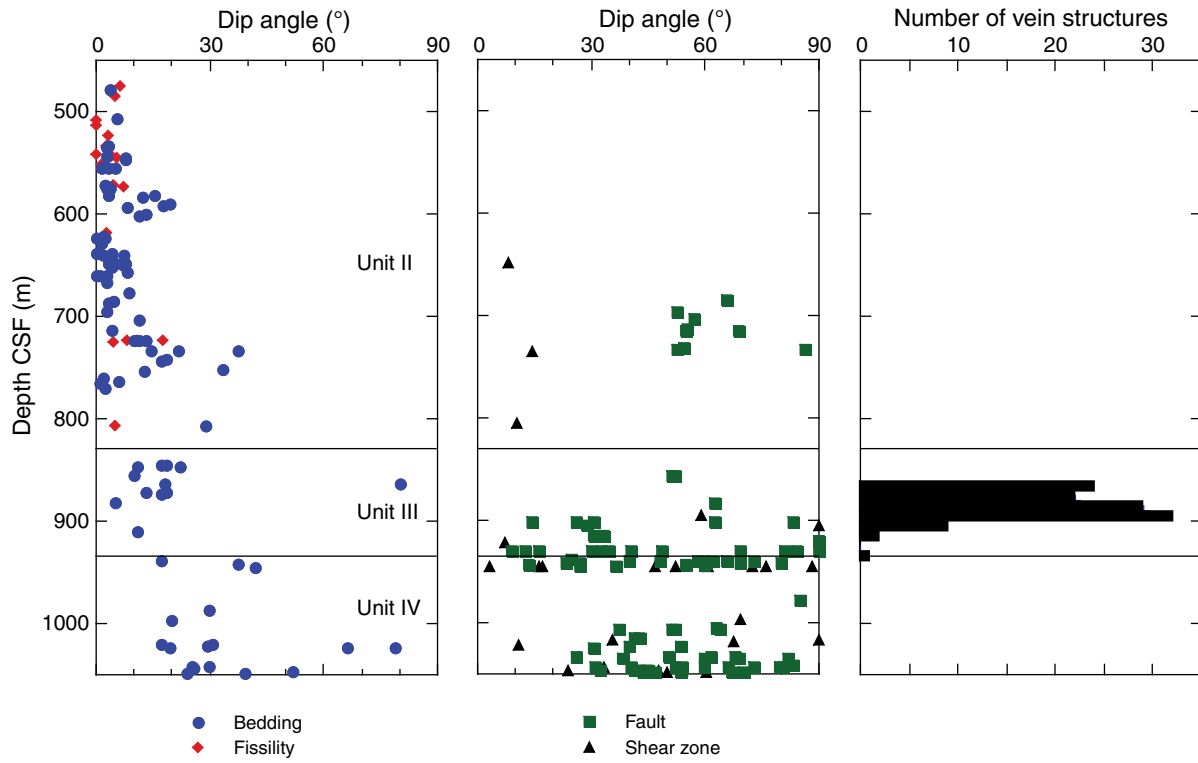 Dip angle (°) Dip angle (°) Number of vein structures
0 30 60 90 0 30 60 90 0 10 20 30
500
600
Unit II
700
Depth CSF (m)
800
Unit III
900
Unit IV
1000
Bedding Fault
Fissility Shear zone